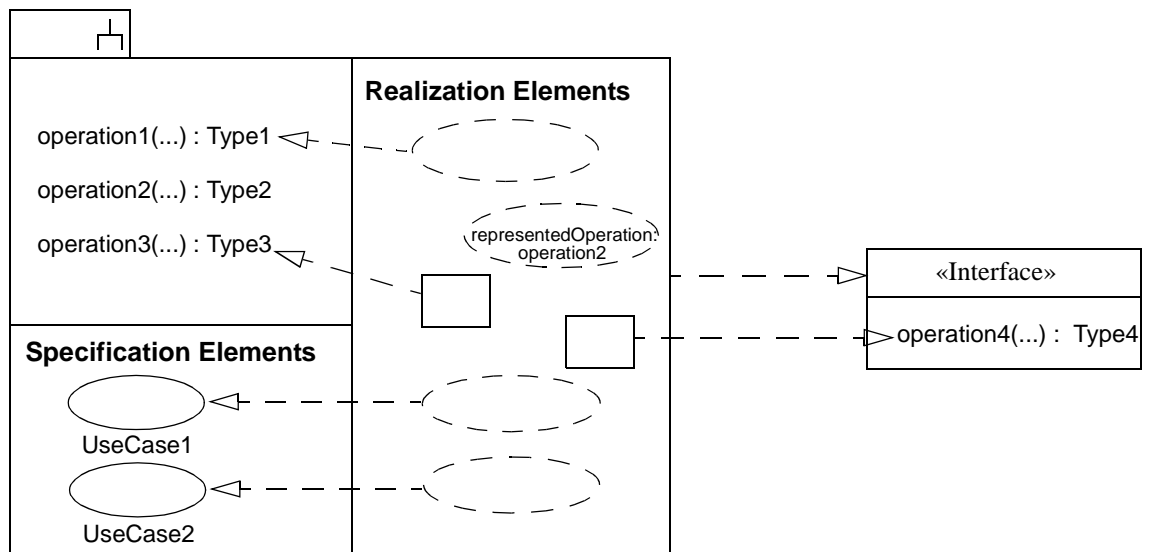 Realization Elements
operation1(...) : Type1
operation2(...) : Type2
operation3(...) : Type3
representedOperation:
operation2
«Interface»
operation4(...) : Type4
Specification Elements
UseCase1
UseCase2